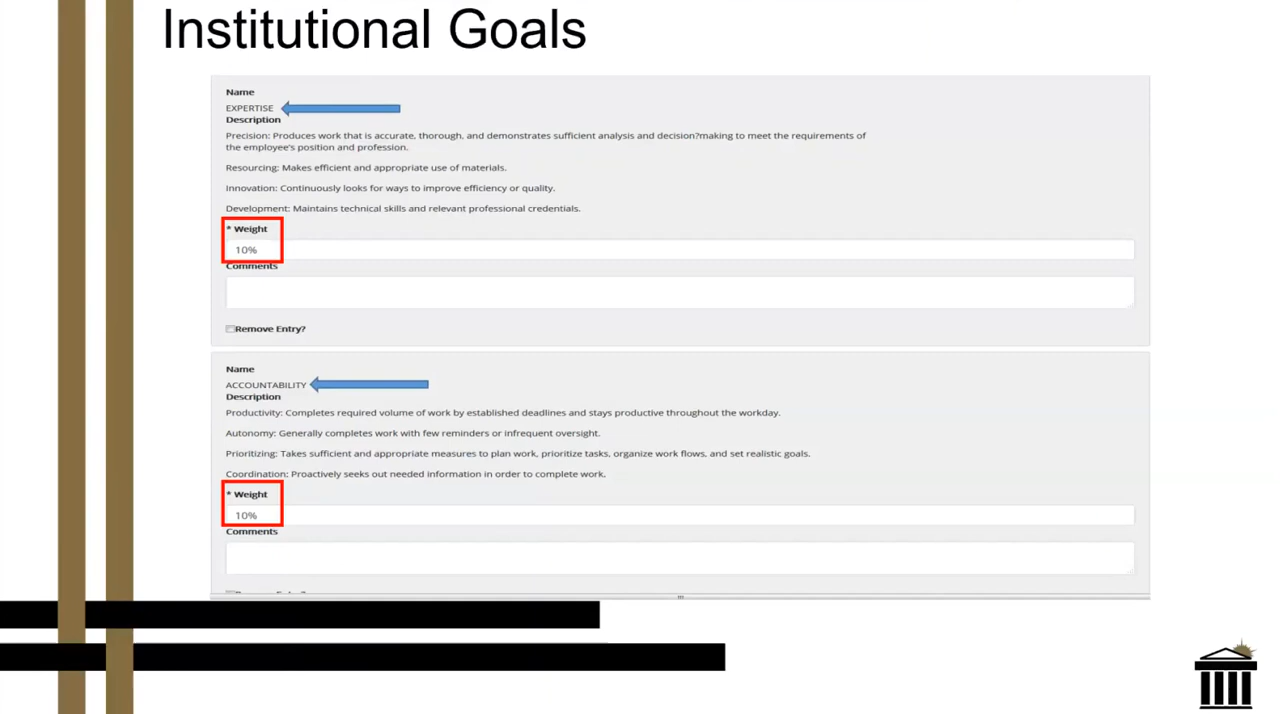 Institutional Goals
Name
EXPERTISE
Description
Precision: Produces work that is accurate, thorough, and demonstrates sufficient analysis and decision?making to meet the requirements of
the employee's position and profession.
Resourcing: Makes efficient and appropriate use of materials.
Innovation: Continuously looks for ways to improve efficiency or quality.
Development: Maintains technical skills and relevant professional credentials.
* Weight
10%
Comments
Remove Entry?
Name
ACCOUNTABILITY
Description
Productivity: Completes required volume of work by established deadlines and stays productive throughout the workday.
Autonomy: Generally completes work with few reminders or infrequent oversight.
Prioritizing: Takes sufficient and appropriate measures to plan work, prioritize tasks, organize work flows, and set realistic goals.
Coordination: Proactively seeks out needed information in order to complete work.
* Weight
10%
Comments